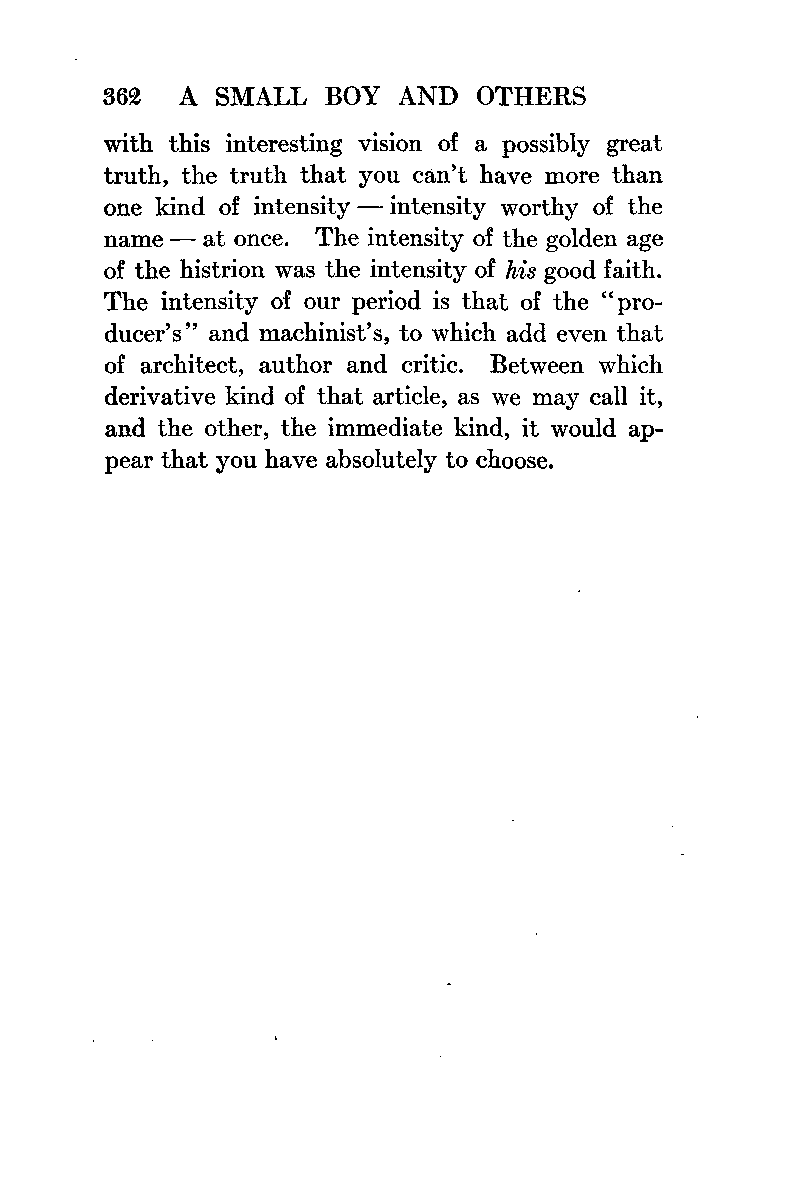 362 A SMALL BOY AND OTHERS
with this interesting vision of a possibly great
truth, the truth that you can't have more than
one kind of intensity — intensity worthy of the
name — at once. The intensity of the golden age
of the histrion was the intensity of his good faith.
The intensity of our period is that of the "pro-
ducer's" and machinist's, to which add even that
of architect, author and critic. Between which
derivative kind of that article, as we may call it,
and the other, the immediate kind, it would ap-
pear that you have absolutely to choose.